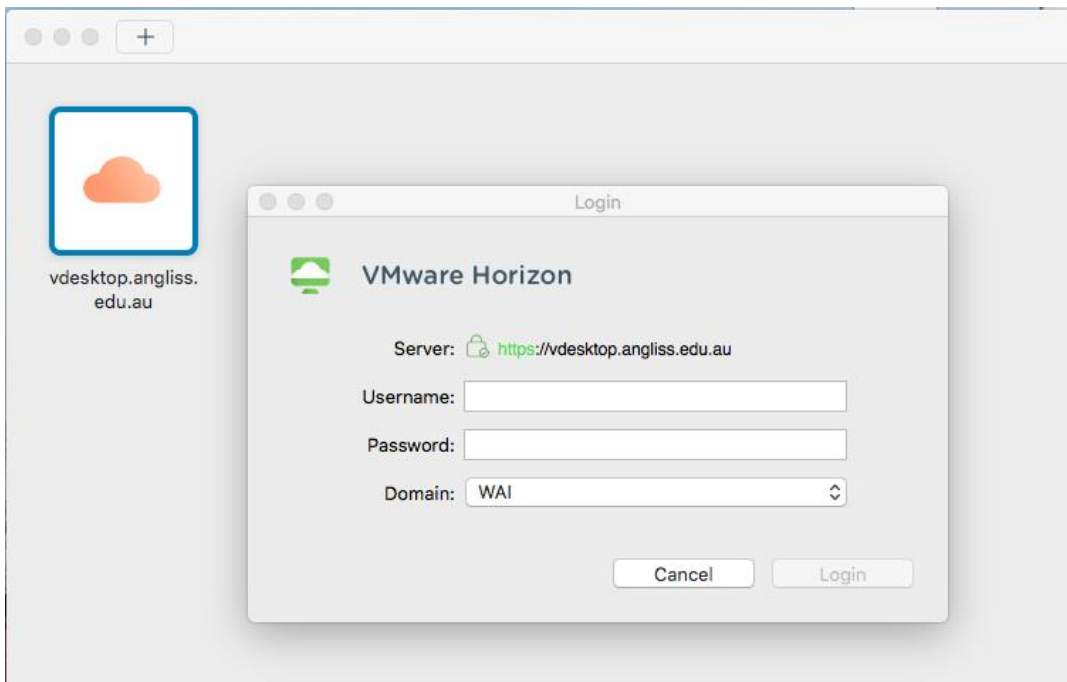 +
vdesktop.angliss.
edu.au
Login
VMware Horizon
Server: https://vdesktop.angliss.edu.au
Username:
Password:
Domain: WAI
Cancel Login